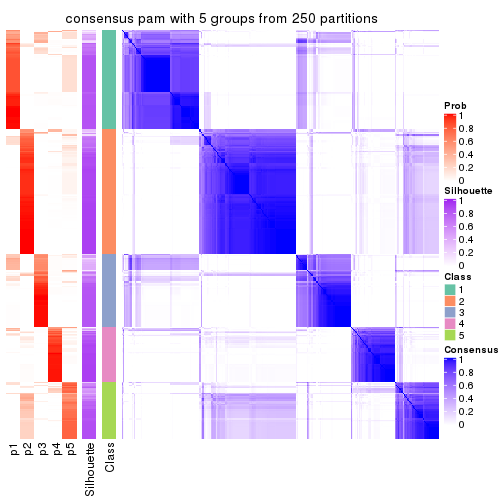 consensus pam with 5 groups from 250 partitions
Prob
1
0.8
0.6
0.4
0.2
0
Silhouette
1
0.8
0.6
0.4
0.2
0
Class
1
2
3
4
5
Consensus
1
0.8
0.6
0.4
0.2
0
p1
p2
p3
p4
p5
Silhouette
Class